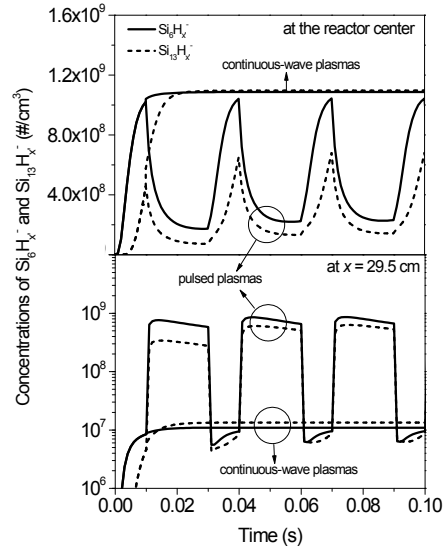 1.6x10⁹
1.2x10⁹
8.0x10⁸
4.0x10⁸
Si₆Hₓ⁻
Si₁₃Hₓ⁻
at the reactor center
continuous-wave plasmas
pulsed plasmas
at x = 29.5 cm
10⁹
10⁸
10⁷
10⁶
continuous-wave plasmas
0.00 0.02 0.04 0.06 0.08 0.10
Time (s)
Concentrations of Si₆Hₓ⁻ and Si₁₃Hₓ⁻ (#/cm³)